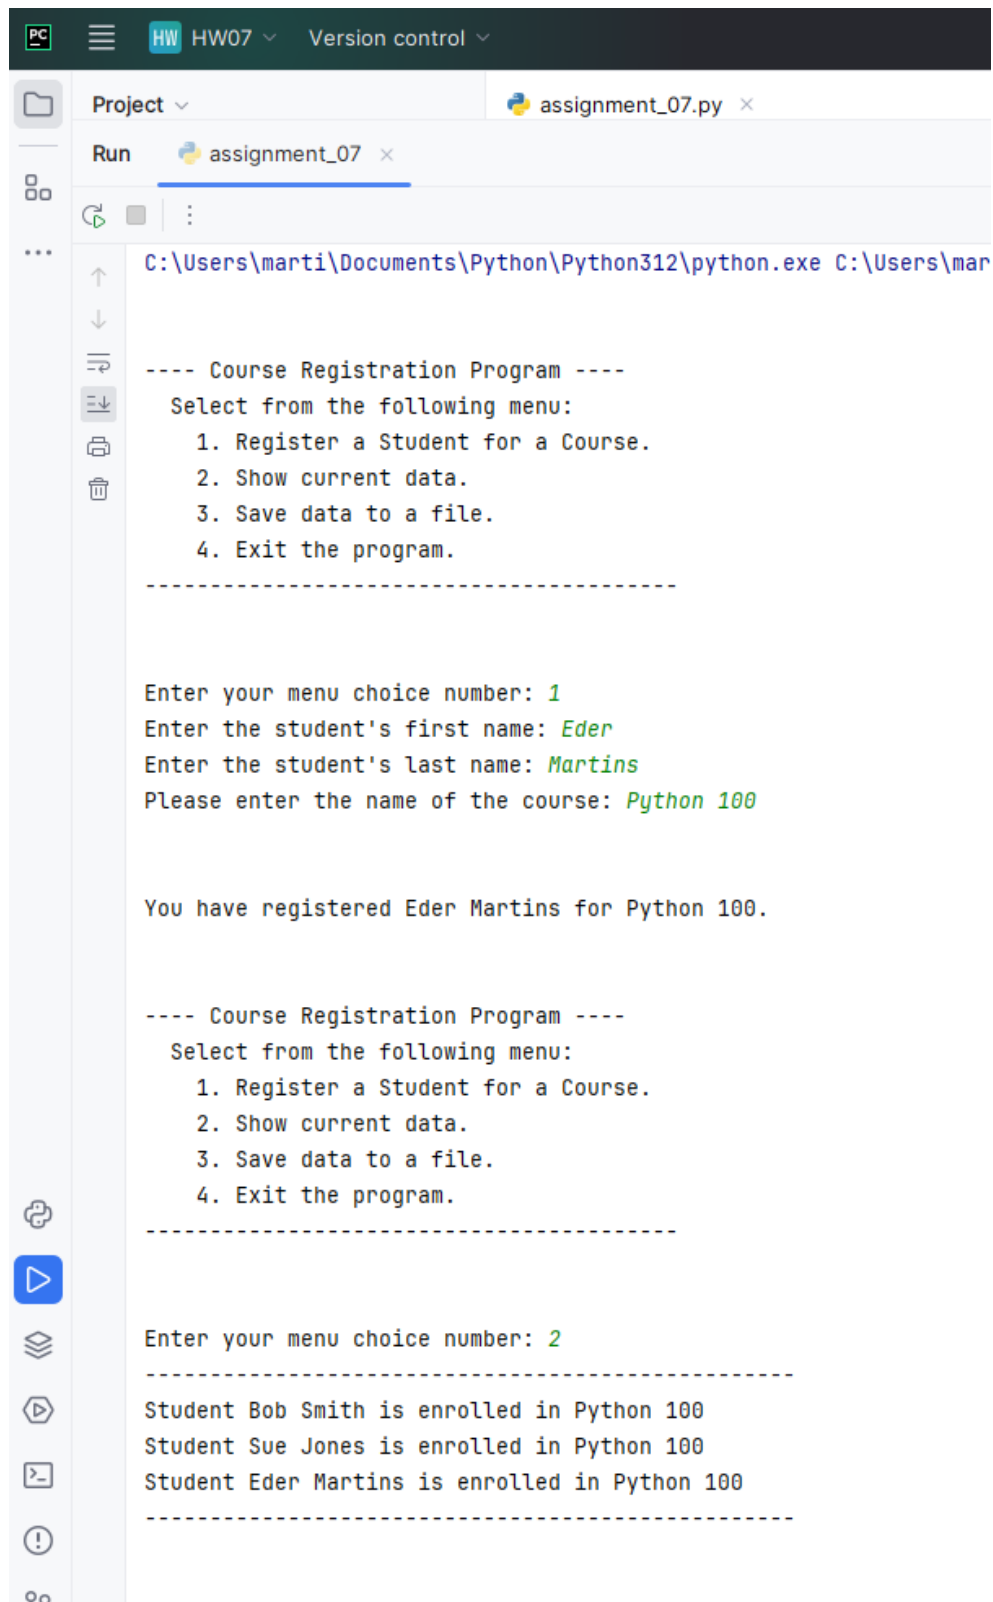 PC HW HW07 Version control
Project assignment_07.py
Run assignment_07
C:\Users\marti\Documents\Python\Python312\python.exe C:\Users\mar
---- Course Registration Program ----
Select from the following menu:
1. Register a Student for a Course.
2. Show current data.
3. Save data to a file.
4. Exit the program.
-----------------------------------------
Enter your menu choice number: 1
Enter the student's first name: Eder
Enter the student's last name: Martins
Please enter the name of the course: Python 100
You have registered Eder Martins for Python 100.
---- Course Registration Program ----
Select from the following menu:
1. Register a Student for a Course.
2. Show current data.
3. Save data to a file.
4. Exit the program.
-----------------------------------------
Enter your menu choice number: 2
--------------------------------------------------
Student Bob Smith is enrolled in Python 100
Student Sue Jones is enrolled in Python 100
Student Eder Martins is enrolled in Python 100
--------------------------------------------------